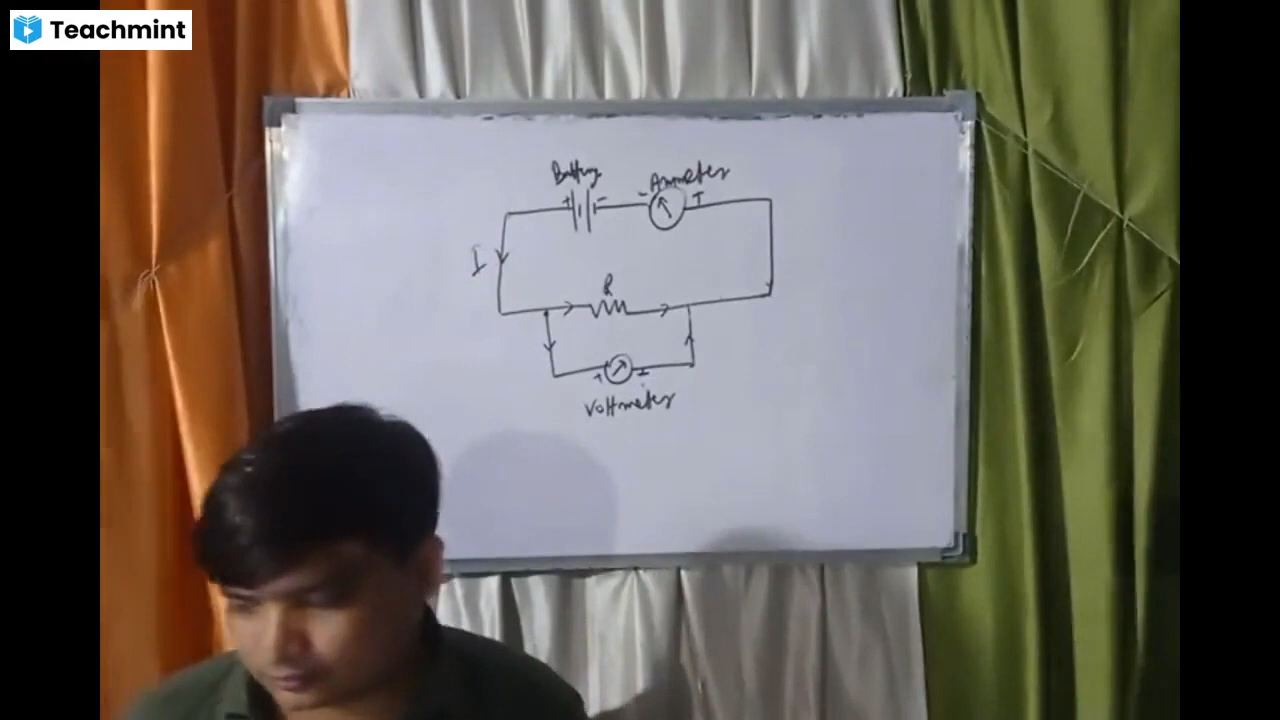 Teachmint
Battery
Ammeter
+ - - +
I
R
+ -
Voltmeter